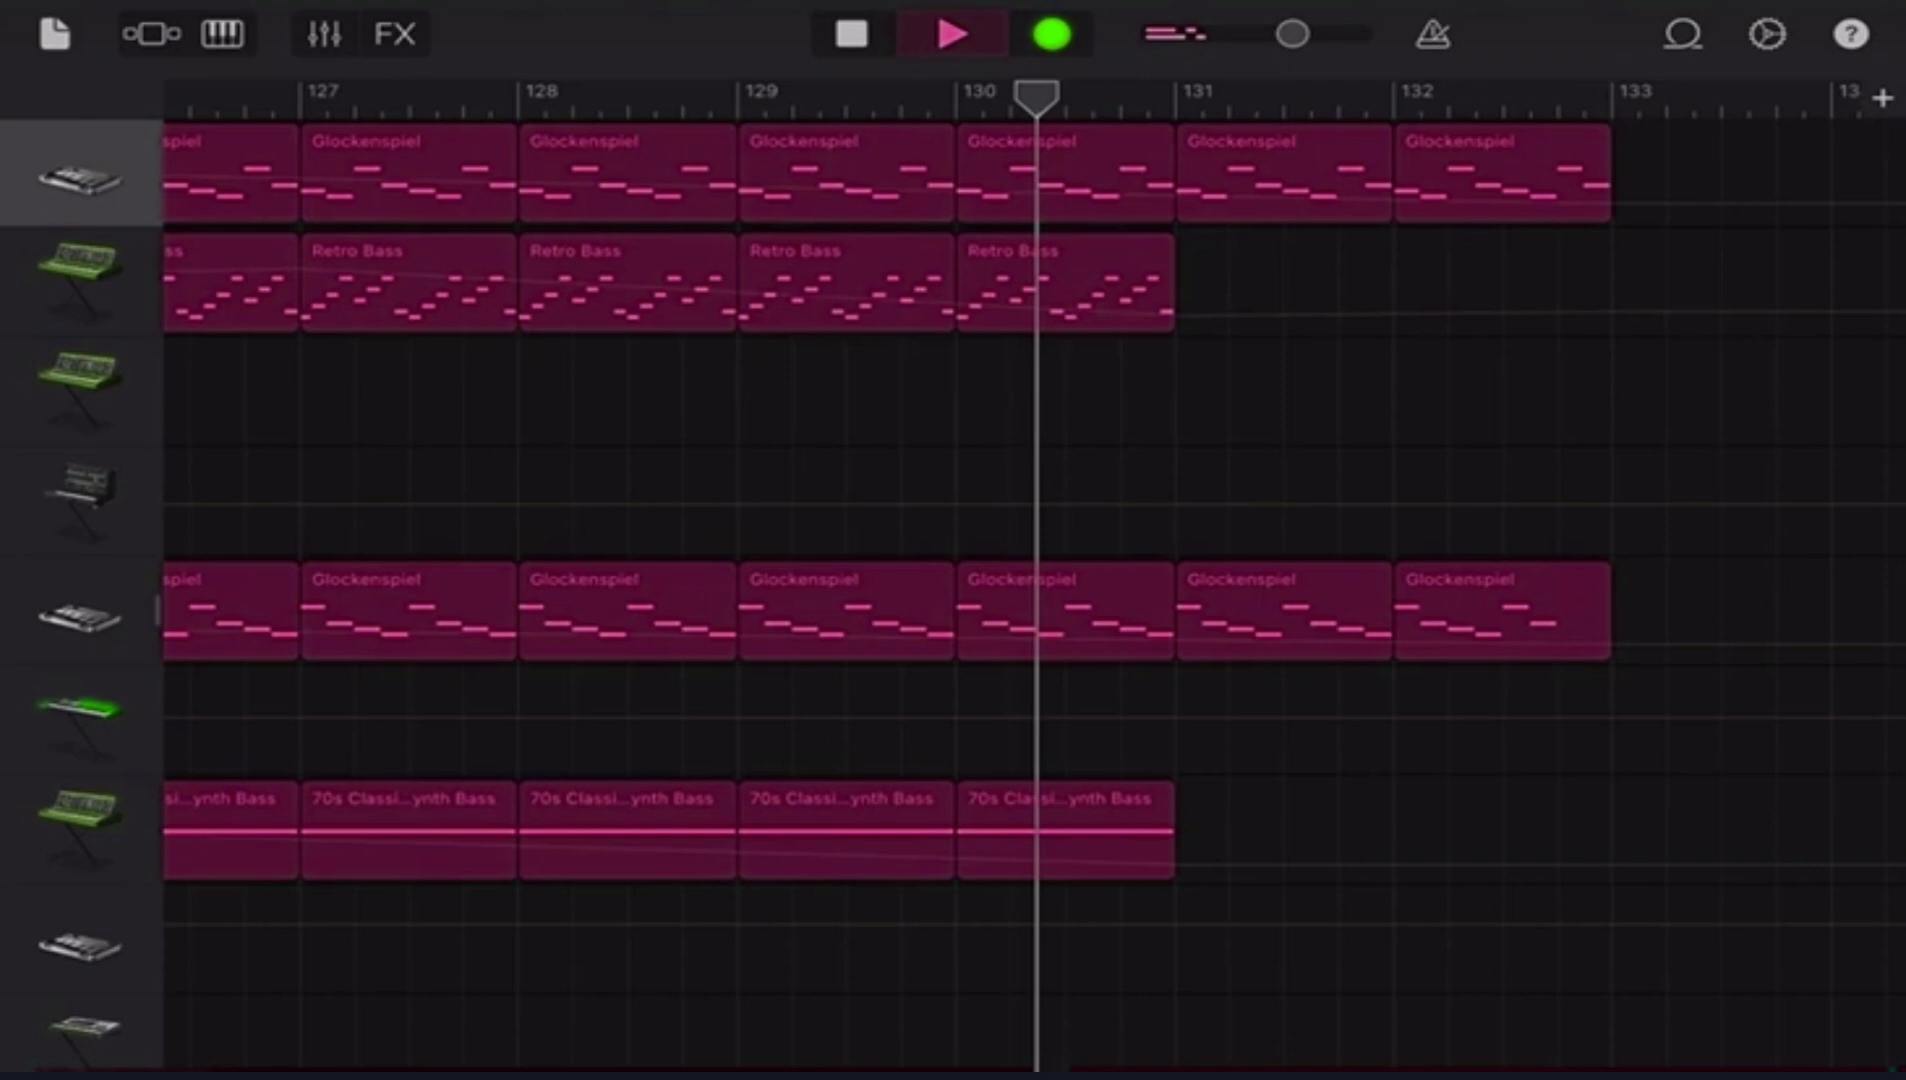 FX
127 128 129 130 131 132 133 13 +
spiel Glockenspiel Glockenspiel Glockenspiel Glockenspiel Glockenspiel Glockenspiel
ss Retro Bass Retro Bass Retro Bass Retro Bass
spiel Glockenspiel Glockenspiel Glockenspiel Glockenspiel Glockenspiel Glockenspiel
si...ynth Bass 70s Classi...ynth Bass 70s Classi...ynth Bass 70s Classi...ynth Bass 70s Classi...ynth Bass